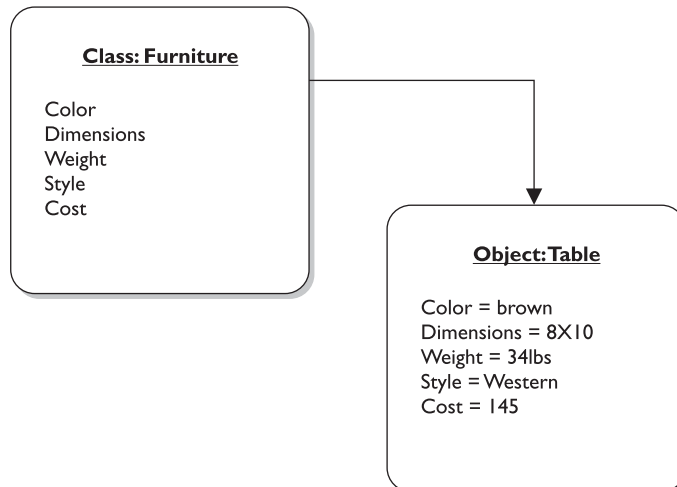 Class: Furniture
Color
Dimensions
Weight
Style
Cost
Object: Table
Color = brown
Dimensions = 8X10
Weight = 34lbs
Style = Western
Cost = 145